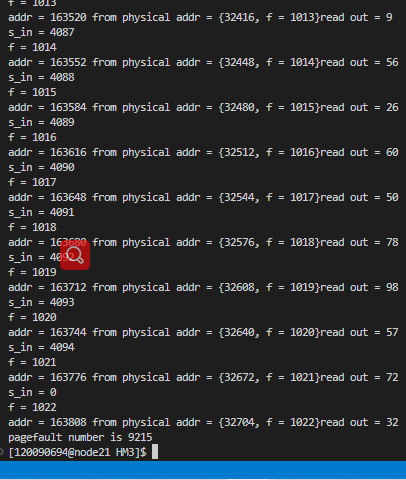 f = 1013
addr = 163520 from physical addr = {32416, f = 1013}read out = 9
s_in = 4087
f = 1014
addr = 163552 from physical addr = {32448, f = 1014}read out = 56
s_in = 4088
f = 1015
addr = 163584 from physical addr = {32480, f = 1015}read out = 26
s_in = 4089
f = 1016
addr = 163616 from physical addr = {32512, f = 1016}read out = 60
s_in = 4090
f = 1017
addr = 163648 from physical addr = {32544, f = 1017}read out = 50
s_in = 4091
f = 1018
addr = 163680 from physical addr = {32576, f = 1018}read out = 78
s_in = 4092
f = 1019
addr = 163712 from physical addr = {32608, f = 1019}read out = 98
s_in = 4093
f = 1020
addr = 163744 from physical addr = {32640, f = 1020}read out = 57
s_in = 4094
f = 1021
addr = 163776 from physical addr = {32672, f = 1021}read out = 72
s_in = 0
f = 1022
addr = 163808 from physical addr = {32704, f = 1022}read out = 32
pagefault number is 9215
[120090694@node21 HM3]$